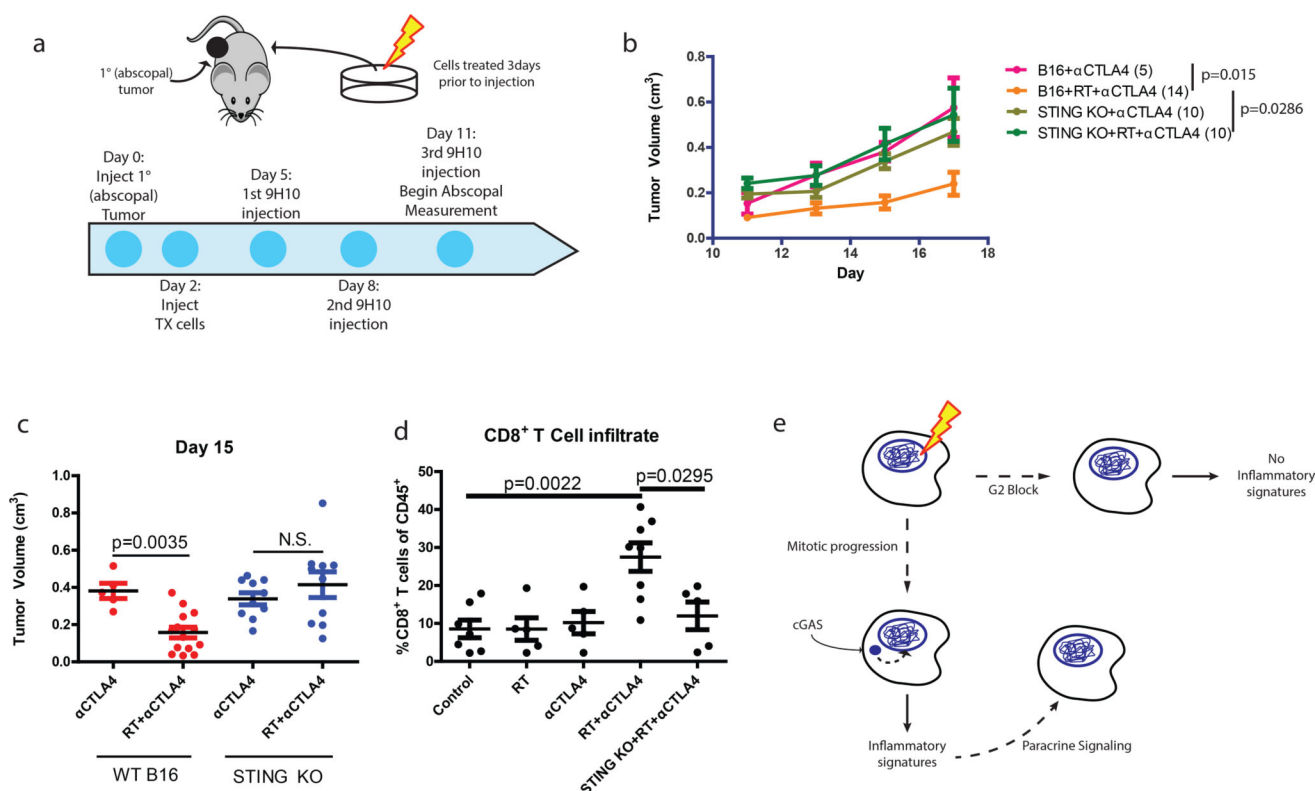 a
1° (abscopal)
tumor
Cells treated 3days
prior to injection
Day 0:
Inject 1°
(abscopal)
Tumor
Day 5:
1st 9H10
injection
Day 11:
3rd 9H10
injection
Begin Abscopal
Measurement
Day 2:
Inject
TX cells
Day 8:
2nd 9H10
injection
b
Tumor Volume (cm³)
0.8
0.6
0.4
0.2
0.0
10
12
14
16
18
Day
B16+αCTLA4 (5)
B16+RT+αCTLA4 (14)
STING KO+αCTLA4 (10)
STING KO+RT+αCTLA4 (10)
p=0.015
p=0.0286
c
Day 15
Tumor Volume (cm³)
1.0
0.8
0.6
0.4
0.2
0.0
p=0.0035
N.S.
αCTLA4
RT+αCTLA4
αCTLA4
RT+αCTLA4
WT B16
STING KO
d
CD8⁺ T Cell infiltrate
%CD8⁺ T cells of CD45⁺
50
40
30
20
10
0
p=0.0022
p=0.0295
Control
RT
αCTLA4
RT+αCTLA4
STING KO+RT+αCTLA4
e
G2 Block
No
Inflammatory
signatures
Mitotic progression
cGAS
Inflammatory
signatures
Paracrine Signaling